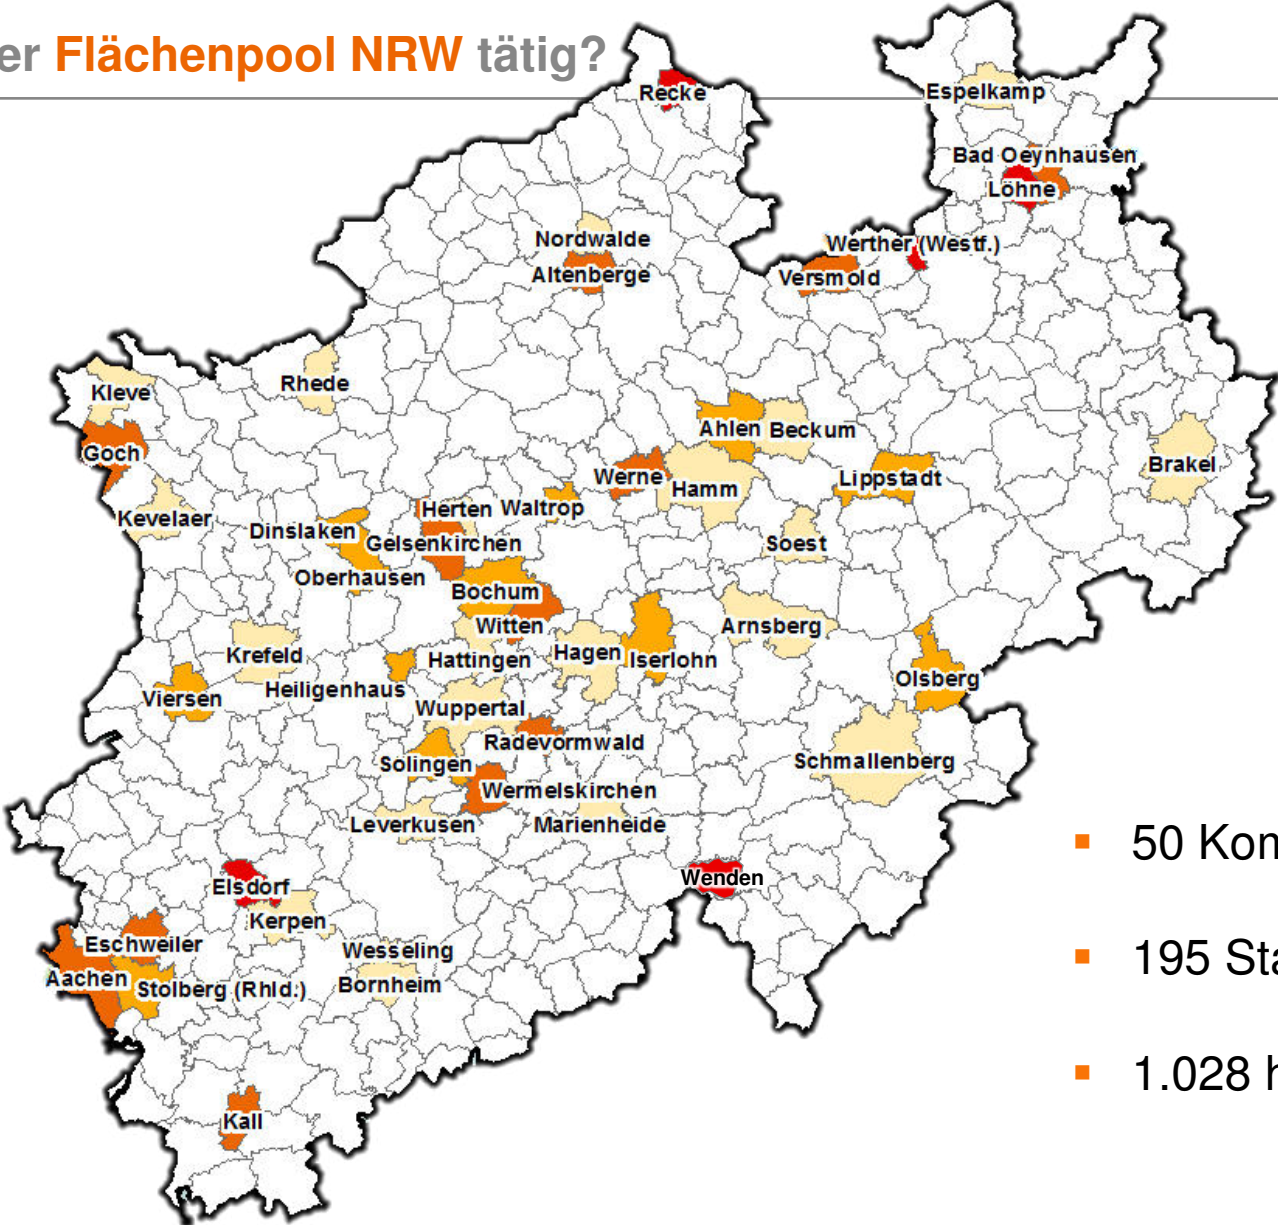 er Flächenpool NRW tätig?
Recke
Espelkamp
Bad Oeynhausen
Löhne
Nordwalde
Altenberge
Werther (Westf.)
Versmold
Kleve
Rhede
Goch
Ahlen
Beckum
Werne
Hamm
Lippstadt
Brakel
Kevelaer
Herten
Waltrop
Dinslaken
Gelsenkirchen
Soest
Oberhausen
Bochum
Witten
Arnsberg
Krefeld
Hattingen
Hagen
Iserlohn
Viersen
Heiligenhaus
Olsberg
Wuppertal
Radevormwald
Solingen
Schmallenberg
Wermelskirchen
Leverkusen
Marienheide
50 Kom
Elsdorf
Wenden
Kerpen
Eschweiler
Wesseling
195 Sta
Aachen
Stolberg (Rhld.)
Bornheim
1.028 h
Kall